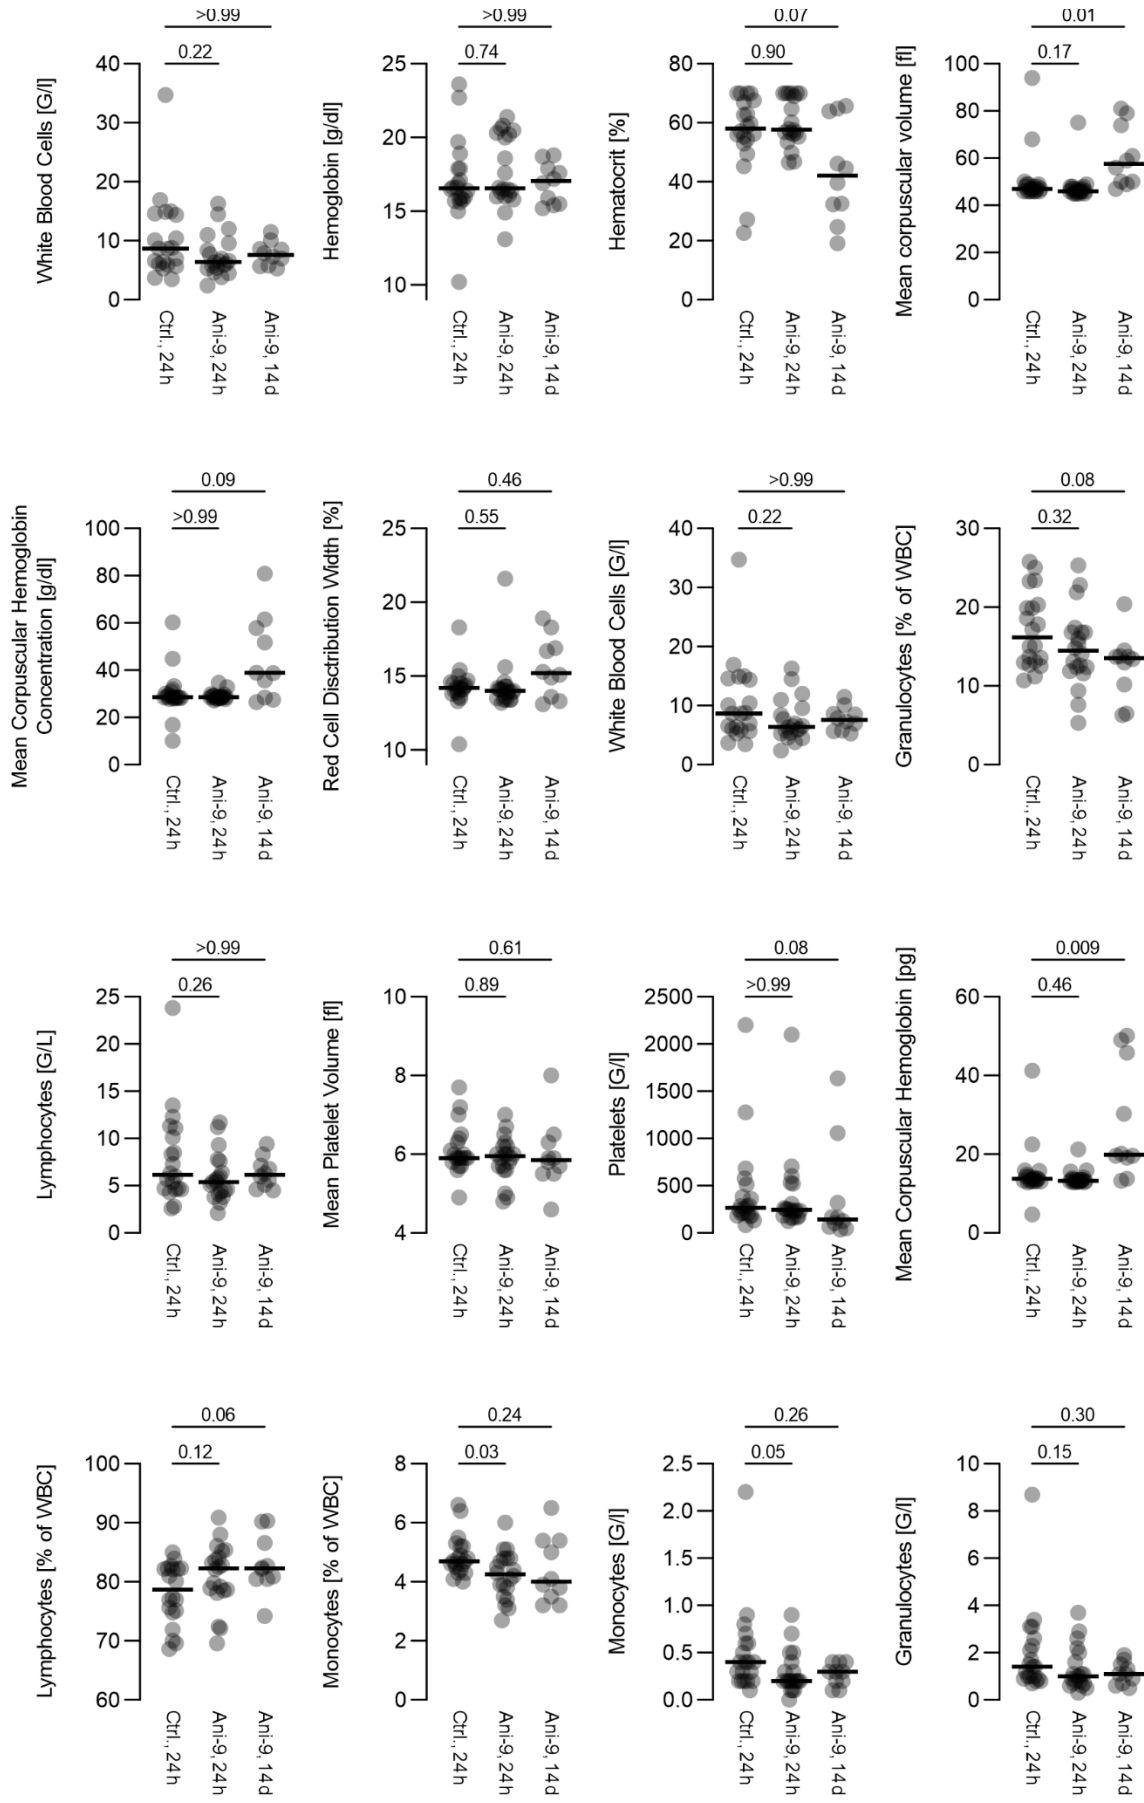 White Blood Cells [G/l]
>0.99
0.22
40
30
20
10
0
Ctrl., 24h
Ani-9, 24h
Ani-9, 14d
Hemoglobin [g/dl]
>0.99
0.74
25
20
15
10
Ctrl., 24h
Ani-9, 24h
Ani-9, 14d
Hematocrit [%]
0.07
0.90
80
60
40
20
0
Ctrl., 24h
Ani-9, 24h
Ani-9, 14d
Mean corpuscular volume [fl]
0.01
0.17
100
80
60
40
20
0
Ctrl., 24h
Ani-9, 24h
Ani-9, 14d
Mean Corpuscular Hemoglobin
Concentration [g/dl]
0.09
>0.99
100
80
60
40
20
0
Ctrl., 24h
Ani-9, 24h
Ani-9, 14d
Red Cell Disctribution Width [%]
0.46
0.55
25
20
15
10
Ctrl., 24h
Ani-9, 24h
Ani-9, 14d
White Blood Cells [G/l]
>0.99
0.22
40
30
20
10
0
Ctrl., 24h
Ani-9, 24h
Ani-9, 14d
Granulocytes [% of WBC]
0.08
0.32
30
20
10
0
Ctrl., 24h
Ani-9, 24h
Ani-9, 14d
Lymphocytes [G/L]
>0.99
0.26
25
20
15
10
5
0
Ctrl., 24h
Ani-9, 24h
Ani-9, 14d
Mean Platelet Volume [fl]
0.61
0.89
10
8
6
4
Ctrl., 24h
Ani-9, 24h
Ani-9, 14d
Platelets [G/l]
0.08
>0.99
2500
2000
1500
1000
500
0
Ctrl., 24h
Ani-9, 24h
Ani-9, 14d
Mean Corpuscular Hemoglobin [pg]
0.009
0.46
60
40
20
0
Ctrl., 24h
Ani-9, 24h
Ani-9, 14d
Lymphocytes [% of WBC]
0.06
0.12
100
90
80
70
60
Ctrl., 24h
Ani-9, 24h
Ani-9, 14d
Monocytes [% of WBC]
0.24
0.03
8
6
4
2
0
Ctrl., 24h
Ani-9, 24h
Ani-9, 14d
Monocytes [G/l]
0.26
0.05
2.5
2.0
1.5
1.0
0.5
0.0
Ctrl., 24h
Ani-9, 24h
Ani-9, 14d
Granulocytes [G/l]
0.30
0.15
10
8
6
4
2
0
Ctrl., 24h
Ani-9, 24h
Ani-9, 14d